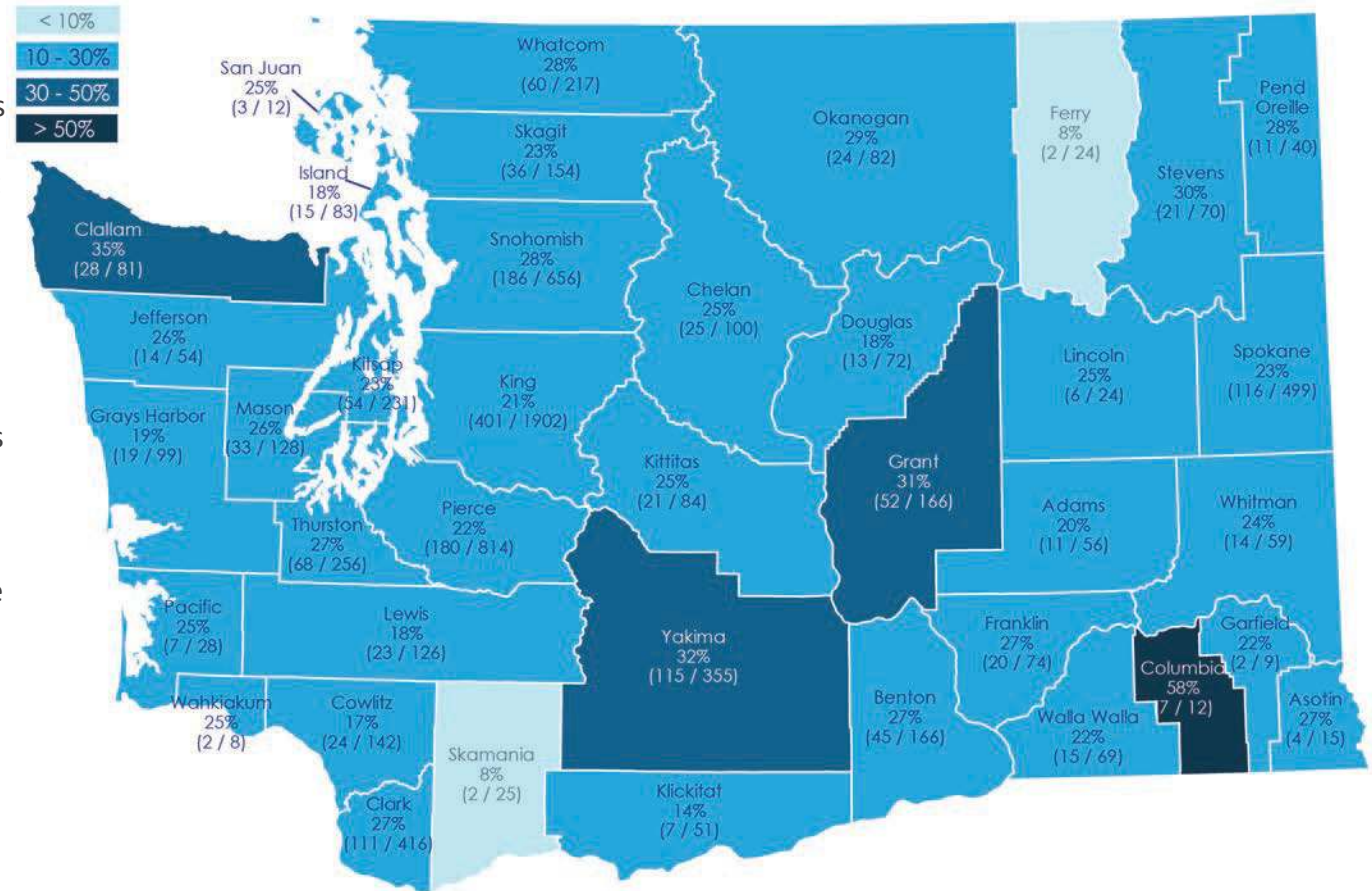 < 10%
10 - 30%
30 - 50%
> 50%
s
s
e
San Juan
25%
(3 / 12)
Whatcom
28%
(60 / 217)
Skagit
23%
(36 / 154)
Island
18%
(15 / 83)
Clallam
35%
(28 / 81)
Snohomish
28%
(186 / 656)
Okanogan
29%
(24 / 82)
Ferry
8%
(2 / 24)
Stevens
30%
(21 / 70)
Pend
Oreille
28%
(11 / 40)
Jefferson
26%
(14 / 54)
Kitsap
23%
(54 / 231)
King
21%
(401 / 1902)
Chelan
25%
(25 / 100)
Douglas
18%
(13 / 72)
Lincoln
25%
(6 / 24)
Spokane
23%
(116 / 499)
Grays Harbor
19%
(19 / 99)
Mason
26%
(33 / 128)
Kittitas
25%
(21 / 84)
Grant
31%
(52 / 166)
Adams
20%
(11 / 56)
Whitman
24%
(14 / 59)
Thurston
27%
(68 / 256)
Pierce
22%
(180 / 814)
Pacific
25%
(7 / 28)
Lewis
18%
(23 / 126)
Yakima
32%
(115 / 355)
Franklin
27%
(20 / 74)
Columbia
58%
7 / 12)
Garfield
22%
(2 / 9)
Asotin
27%
(4 / 15)
Wahkiakum
25%
(2 / 8)
Cowlitz
17%
(24 / 142)
Skamania
8%
(2 / 25)
Benton
27%
(45 / 166)
Walla Walla
22%
(15 / 69)
Clark
27%
(111 / 416)
Klickitat
14%
(7 / 51)